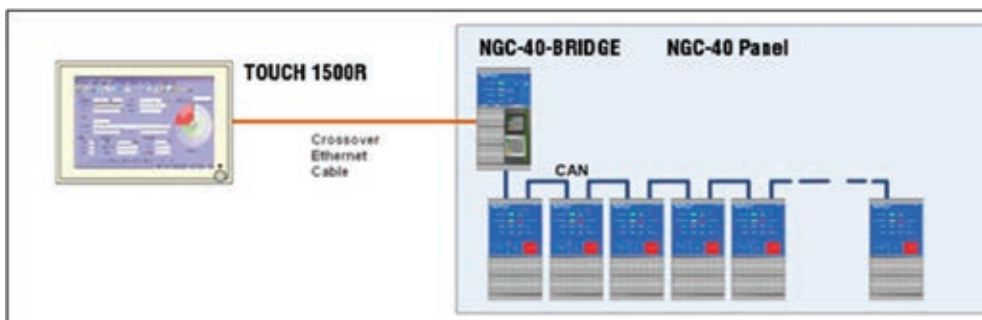 NGC-40-BRIDGE NGC-40 Panel
TOUCH 1500R
Crossover
Ethernet
Cable
CAN